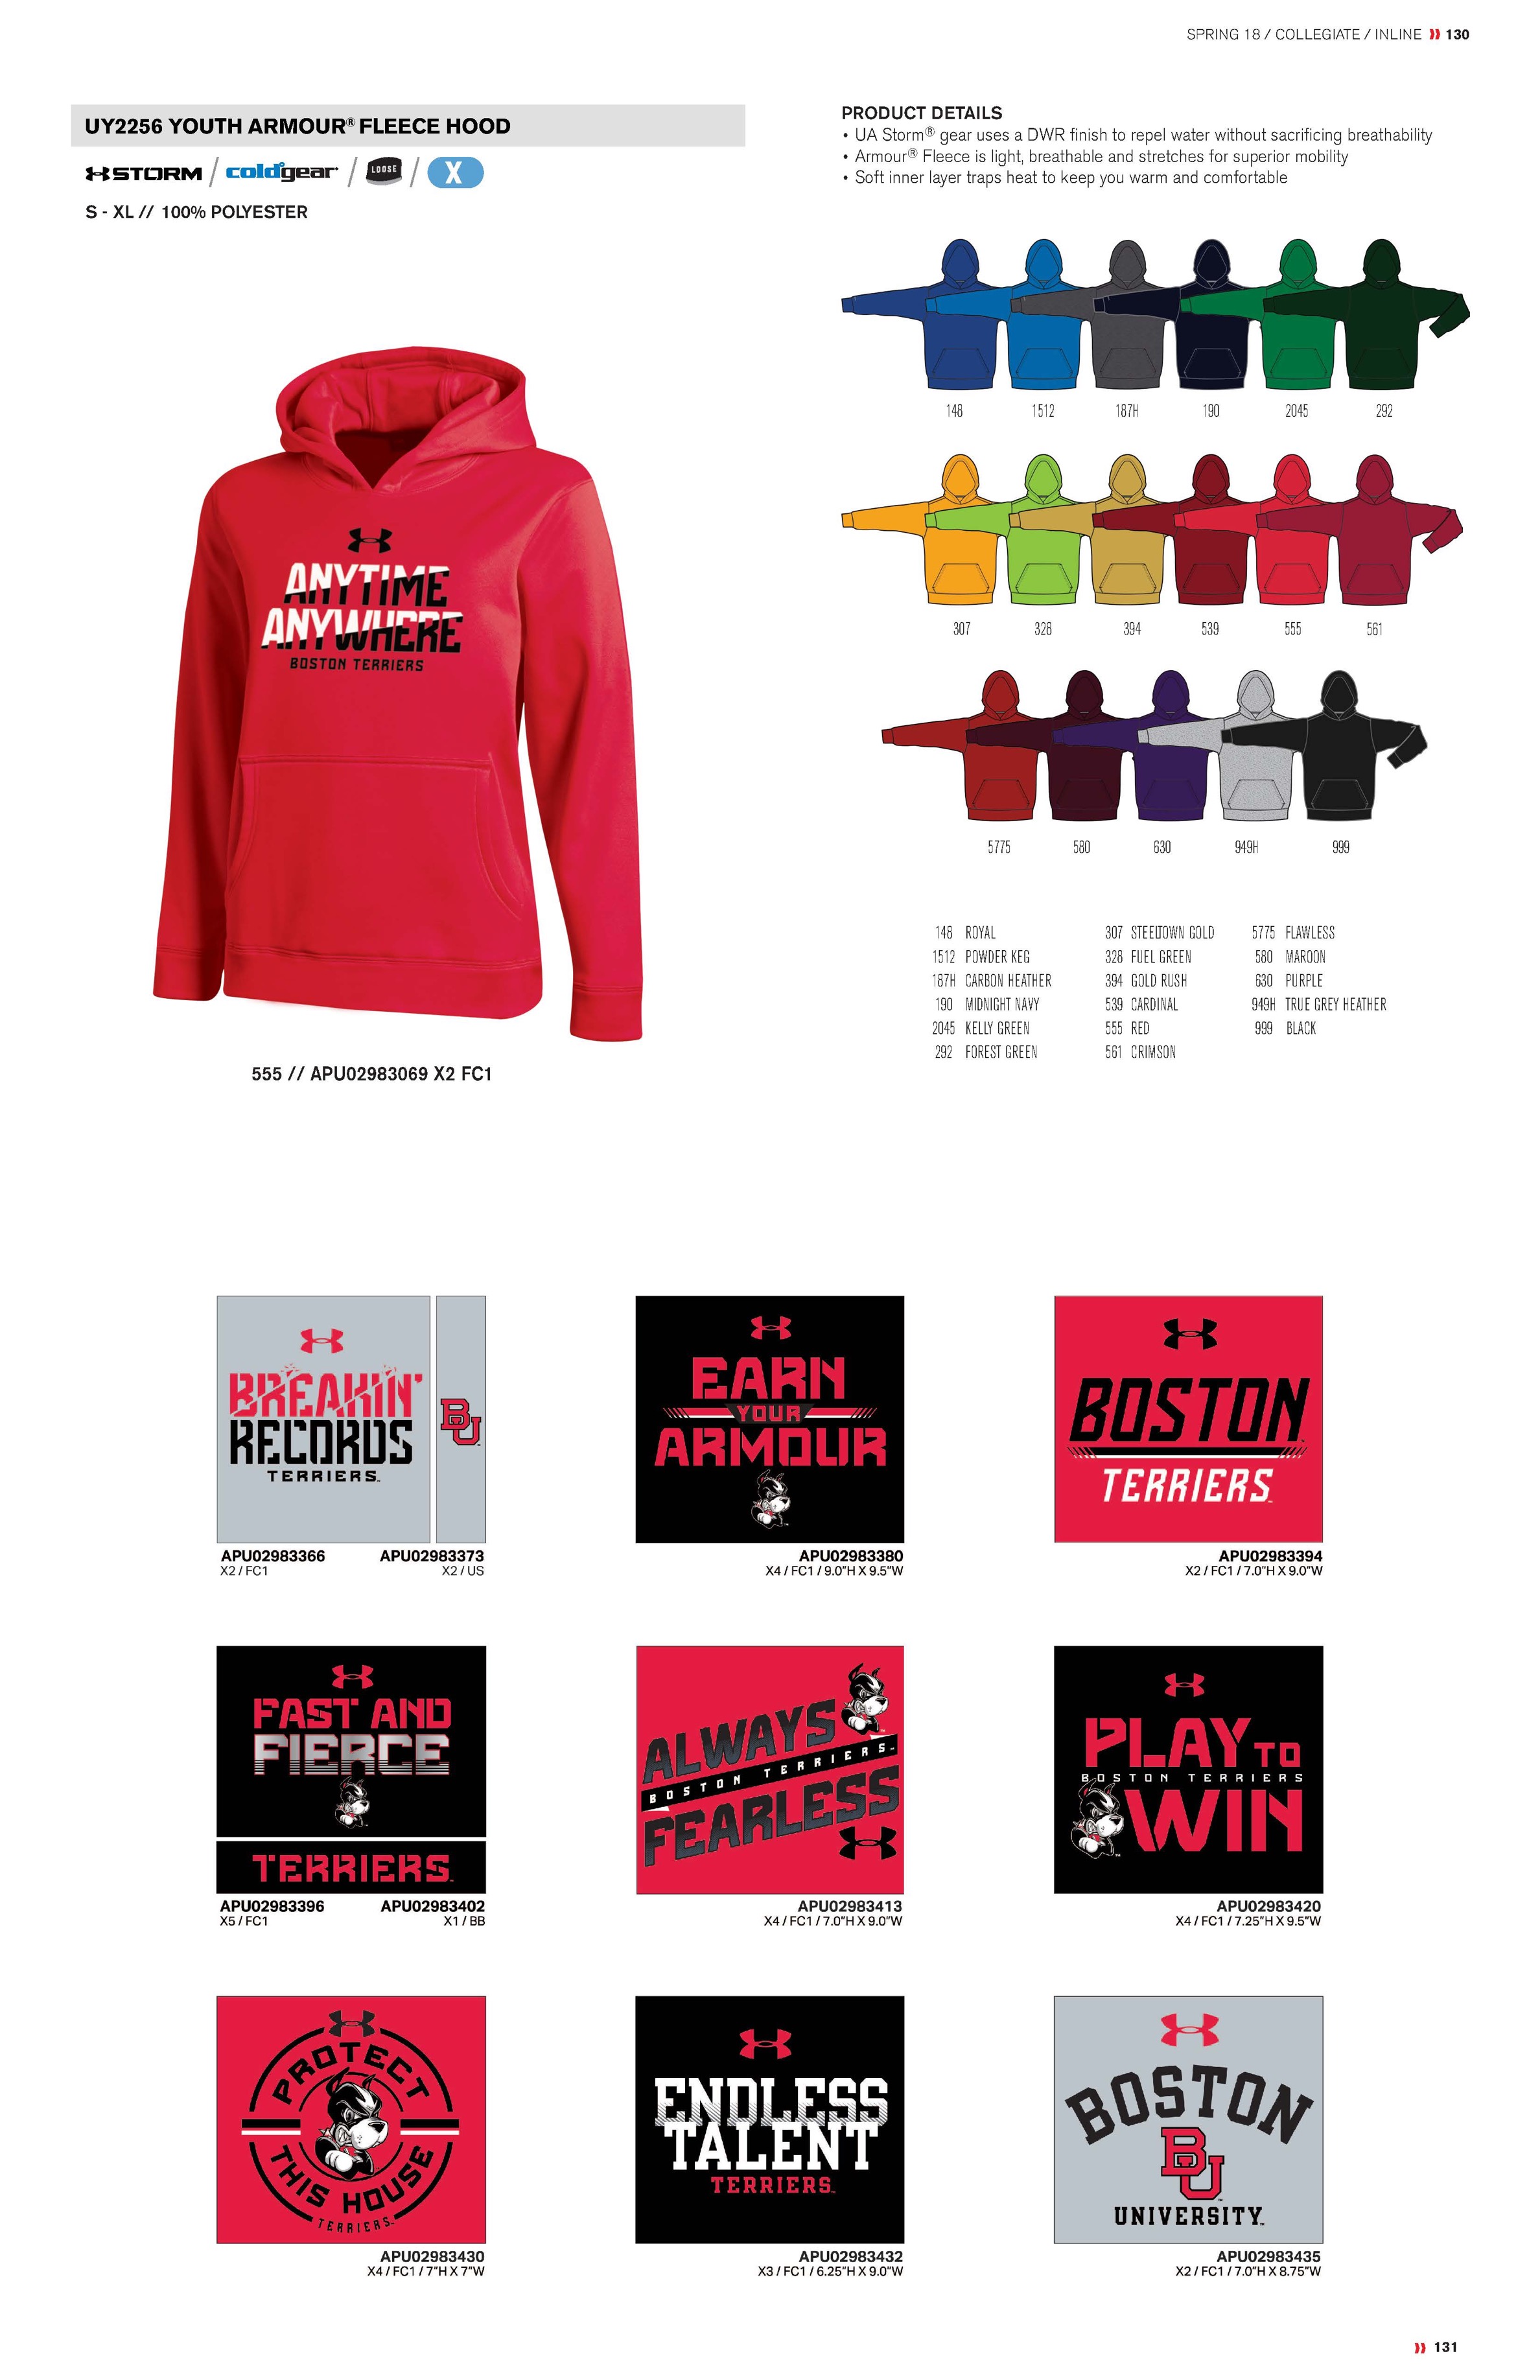 SPRING 18 / COLLEGIATE / INLINE 130
UY2256 YOUTH ARMOUR® FLEECE HOOD
STORM / coldgear / LOOSE / X
S - XL // 100% POLYESTER
PRODUCT DETAILS
• UA Storm® gear uses a DWR finish to repel water without sacrificing breathability
• Armour® Fleece is light, breathable and stretches for superior mobility
• Soft inner layer traps heat to keep you warm and comfortable
148 1512 187H 190 2045 292
307 328 394 539 555 561
5775 580 630 949H 999
ANYTIME
ANYWHERE
BOSTON TERRIERS
555 // APU02983069 X2 FC1
148 ROYAL
1512 POWDER KEG
187H CARBON HEATHER
190 MIDNIGHT NAVY
2045 KELLY GREEN
292 FOREST GREEN
307 STEELTOWN GOLD
328 FUEL GREEN
394 GOLD RUSH
539 CARDINAL
555 RED
561 CRIMSON
5775 FLAWLESS
580 MAROON
630 PURPLE
949H TRUE GREY HEATHER
999 BLACK
BREAKIN'
RECORDS
TERRIERS
BU
APU02983366 APU02983373
X2 / FC1 X2 / US
EARN
YOUR
ARMOUR
APU02983380
X4 / FC1 / 9.0"H X 9.5"W
BOSTON
TERRIERS
APU02983394
X2 / FC1 / 7.0"H X 9.0"W
FAST AND
FIERCE
TERRIERS
APU02983396 APU02983402
X5 / FC1 X1 / BB
ALWAYS
BOSTON TERRIERS
FEARLESS
APU02983413
X4 / FC1 / 7.0"H X 9.0"W
PLAY TO
BOSTON TERRIERS
WIN
APU02983420
X4 / FC1 / 7.25"H X 9.5"W
PROTECT
THIS HOUSE
TERRIERS
APU02983430
X4 / FC1 / 7"H X 7"W
ENDLESS
TALENT
TERRIERS
APU02983432
X3 / FC1 / 6.25"H X 9.0"W
BOSTON
BU
UNIVERSITY
APU02983435
X2 / FC1 / 7.0"H X 8.75"W
131